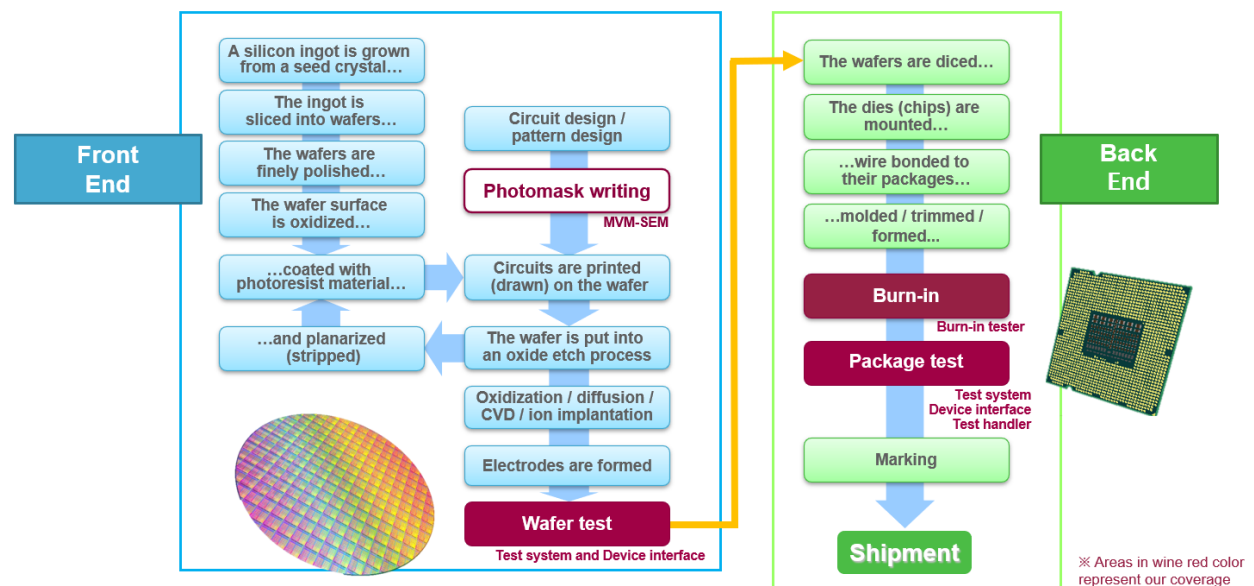 Front
End
A silicon ingot is grown
from a seed crystal…
The ingot is
sliced into wafers…
The wafers are
finely polished…
The wafer surface
is oxidized…
…coated with
photoresist material…
…and planarized
(stripped)
Circuit design /
pattern design
Photomask writing
MVM-SEM
Circuits are printed
(drawn) on the wafer
The wafer is put into
an oxide etch process
Oxidization / diffusion /
CVD / ion implantation
Electrodes are formed
Wafer test
Test system and Device interface
The wafers are diced…
The dies (chips) are
mounted…
…wire bonded to
their packages…
…molded / trimmed /
formed...
Burn-in
Burn-in tester
Package test
Test system
Device interface
Test handler
Marking
Shipment
Back
End
※ Areas in wine red color
represent our coverage